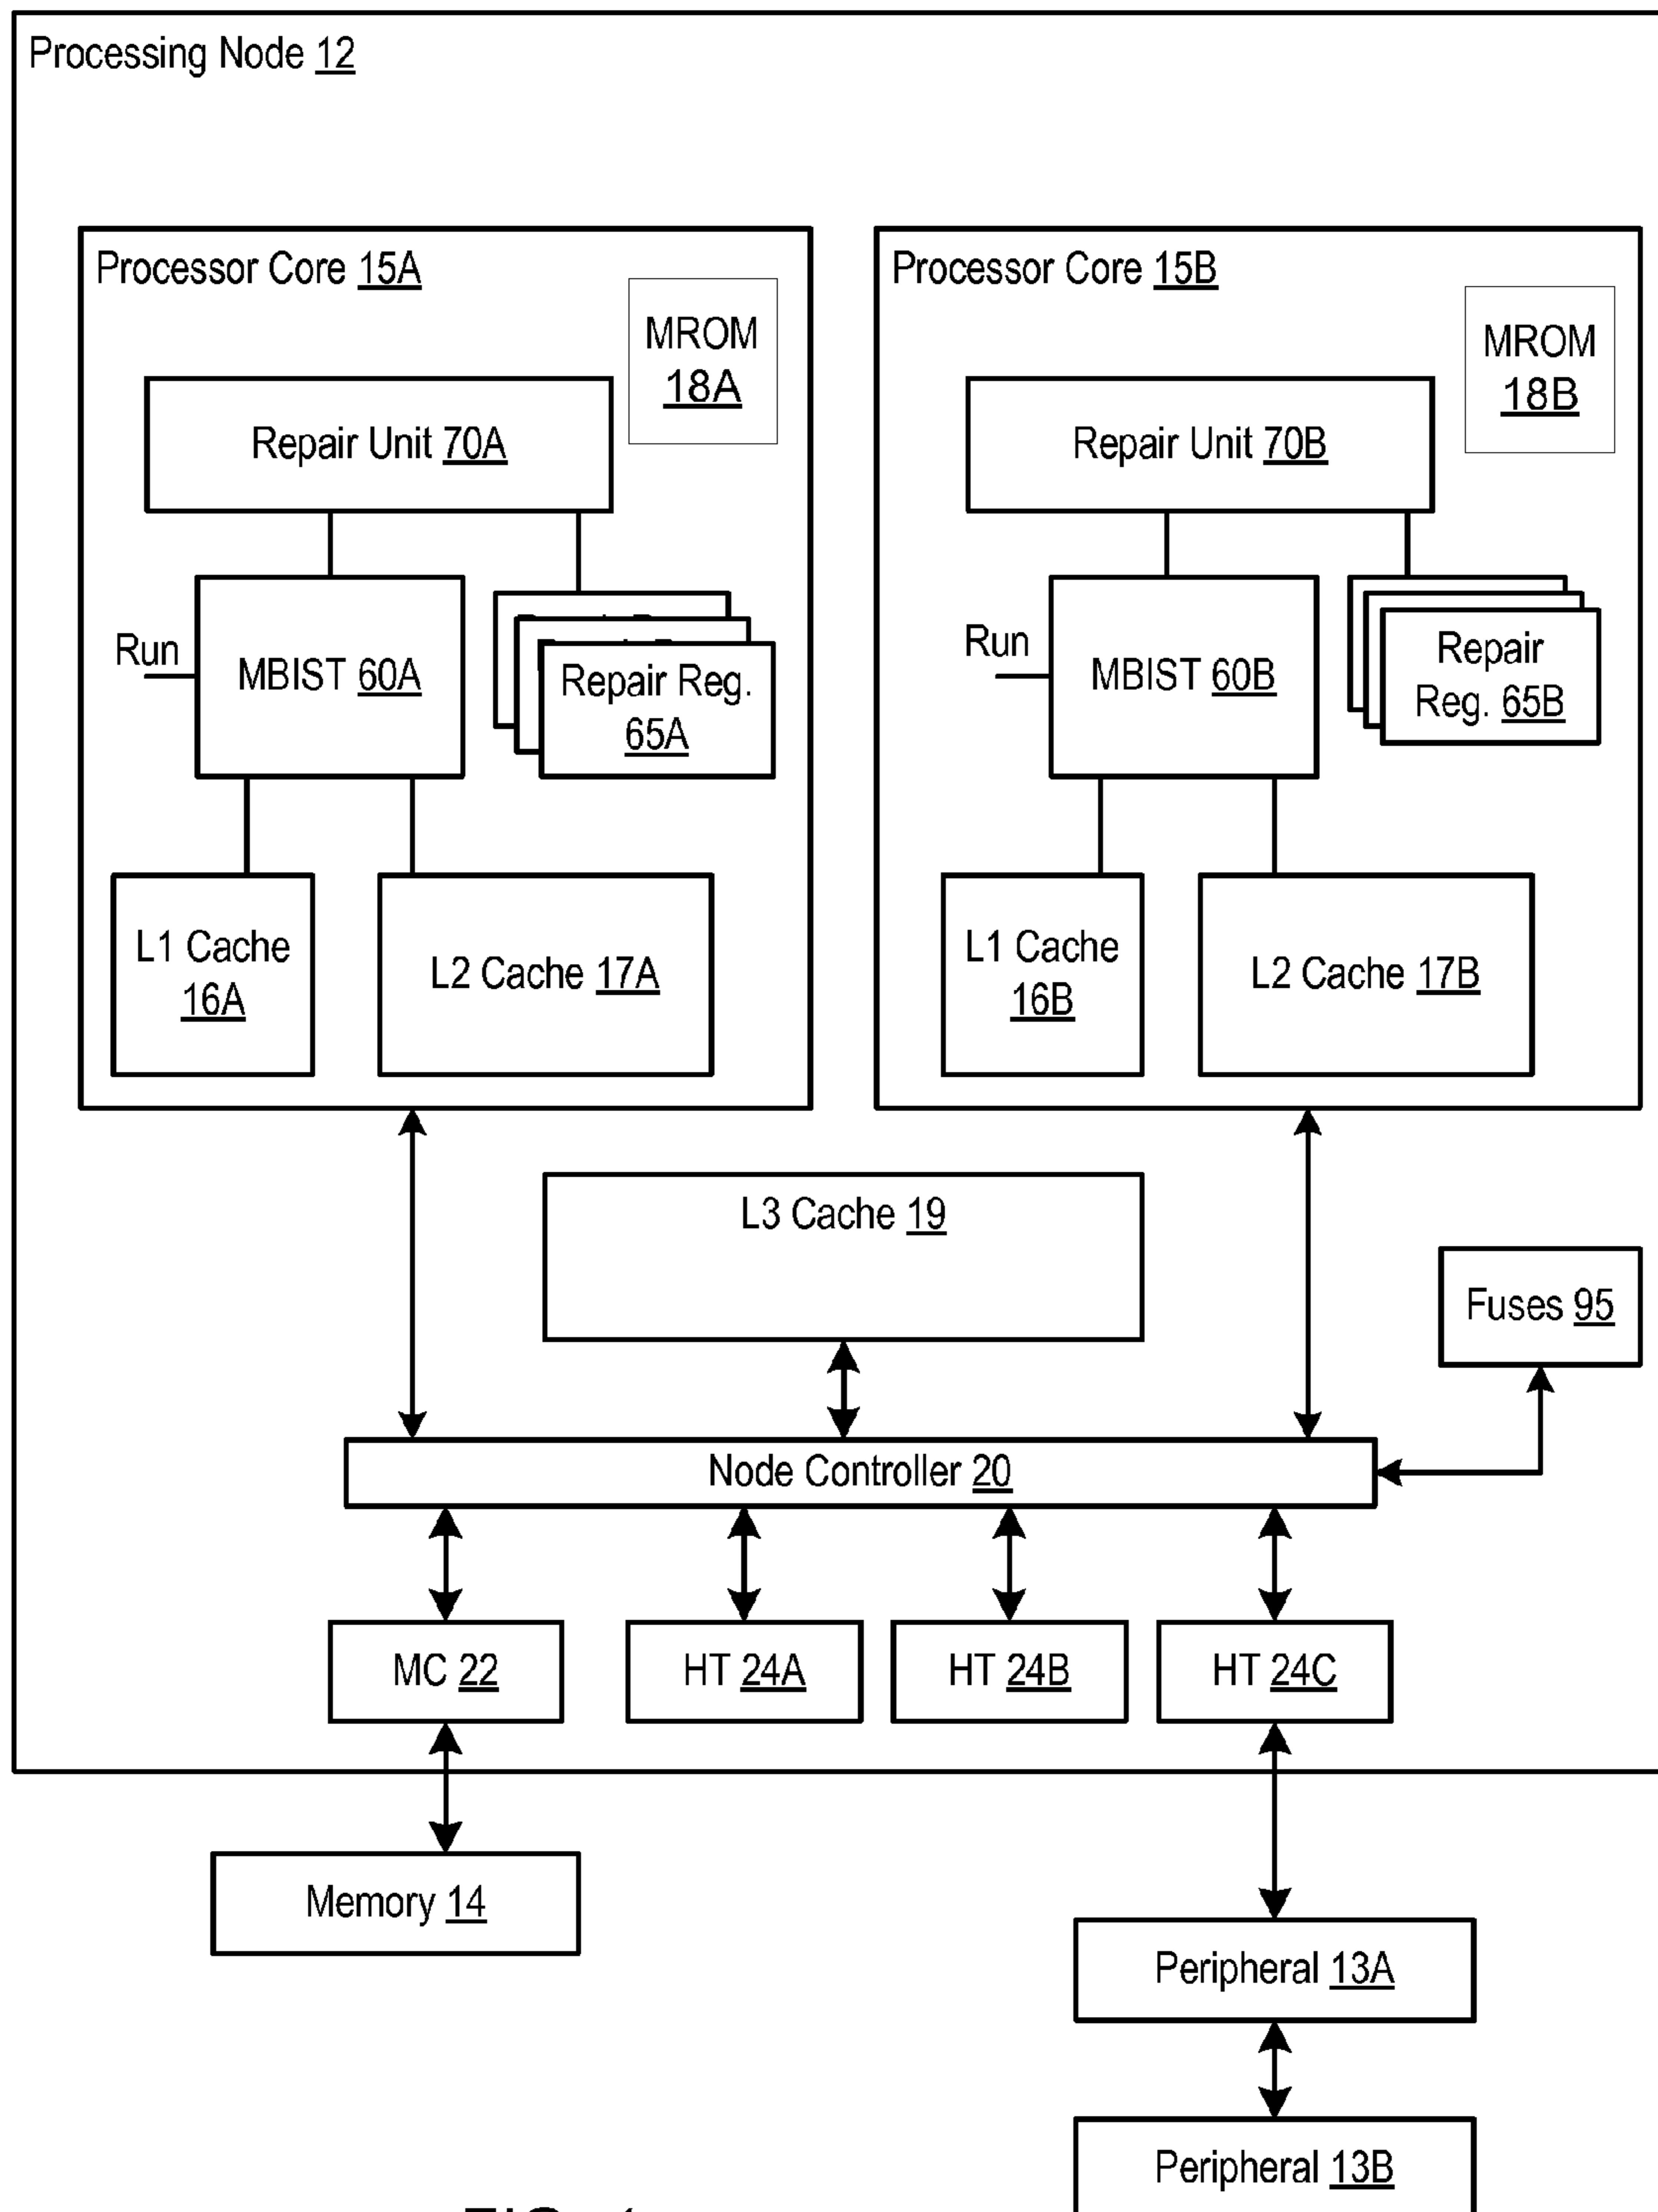 Processing Node 12
Processor Core 15A
MROM
18A
Repair Unit 70A
Run
MBIST 60A
Repair Reg.
65A
L1 Cache
16A
L2 Cache 17A
Processor Core 15B
MROM
18B
Repair Unit 70B
Run
MBIST 60B
Repair
Reg. 65B
L1 Cache
16B
L2 Cache 17B
L3 Cache 19
Fuses 95
Node Controller 20
MC 22
HT 24A
HT 24B
HT 24C
Memory 14
Peripheral 13A
Peripheral 13B